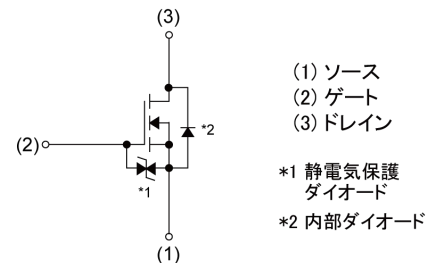 (3)
(2)
*2
*1
(1)
(1) ソース
(2) ゲート
(3) ドレイン
*1 静電気保護
ダイオード
*2 内部ダイオード